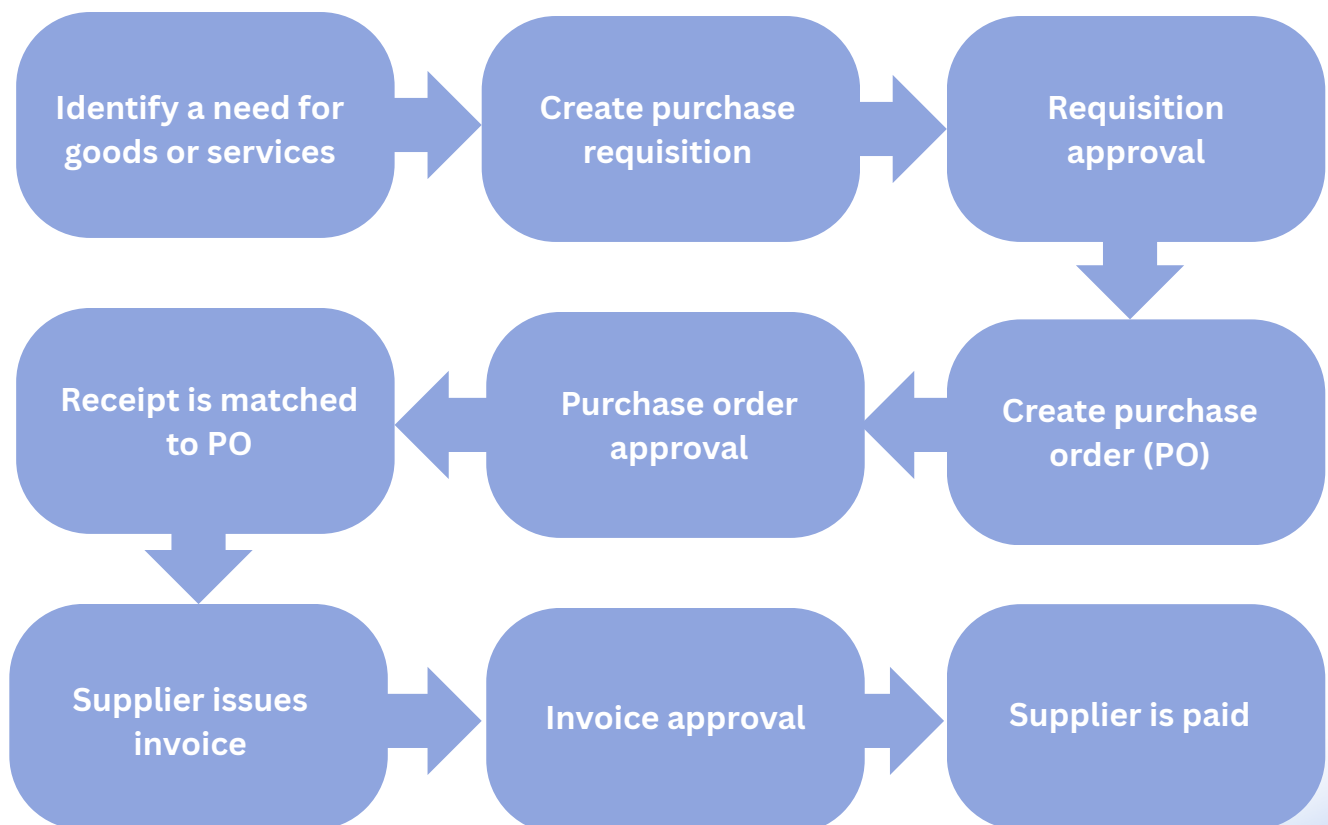 Identify a need for
goods or services
Create purchase
requisition
Requisition
approval
Create purchase
order (PO)
Purchase order
approval
Receipt is matched
to PO
Supplier issues
invoice
Invoice approval
Supplier is paid